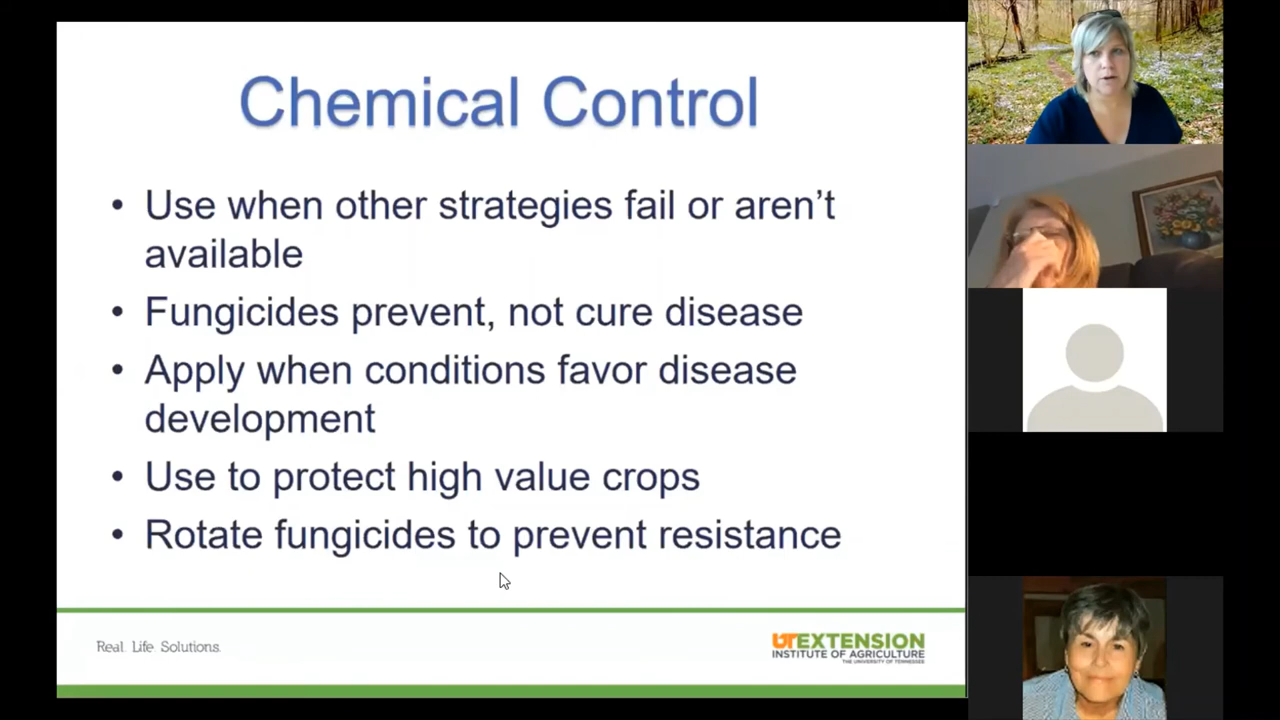 Chemical Control
• Use when other strategies fail or aren't
available
• Fungicides prevent, not cure disease
• Apply when conditions favor disease
development
• Use to protect high value crops
• Rotate fungicides to prevent resistance
Real. Life. Solutions.
UT EXTENSION
INSTITUTE OF AGRICULTURE
THE UNIVERSITY OF TENNESSEE